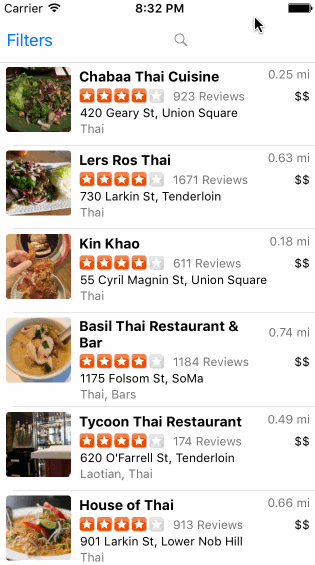 Carrier 8:32 PM
Filters
Chabaa Thai Cuisine 0.25 mi
923 Reviews $$
420 Geary St, Union Square
Thai
Lers Ros Thai 0.63 mi
1671 Reviews $$
730 Larkin St, Tenderloin
Thai
Kin Khao 0.18 mi
611 Reviews $$
55 Cyril Magnin St, Union Square
Thai
Basil Thai Restaurant & 0.74 mi
Bar
1184 Reviews $$
1175 Folsom St, SoMa
Thai, Bars
Tycoon Thai Restaurant 0.49 mi
174 Reviews $$
620 O'Farrell St, Tenderloin
Laotian, Thai
House of Thai 0.66 mi
913 Reviews $$
901 Larkin St, Lower Nob Hill
Thai